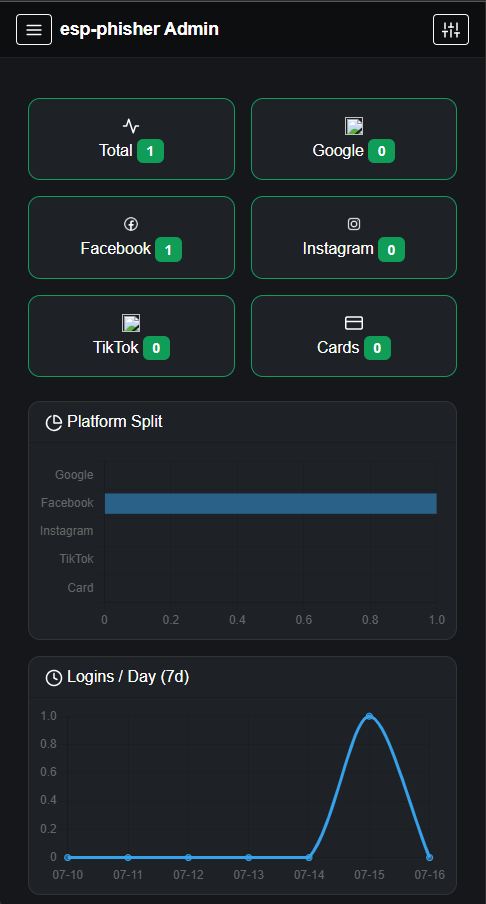 esp-phisher Admin
Total 1
Google 0
Facebook 1
Instagram 0
TikTok 0
Cards 0
Platform Split
Google
Facebook
Instagram
TikTok
Card
0 0.2 0.4 0.6 0.8 1.0
Logins / Day (7d)
1.0
0.8
0.6
0.4
0.2
0
07-10 07-11 07-12 07-13 07-14 07-15 07-16